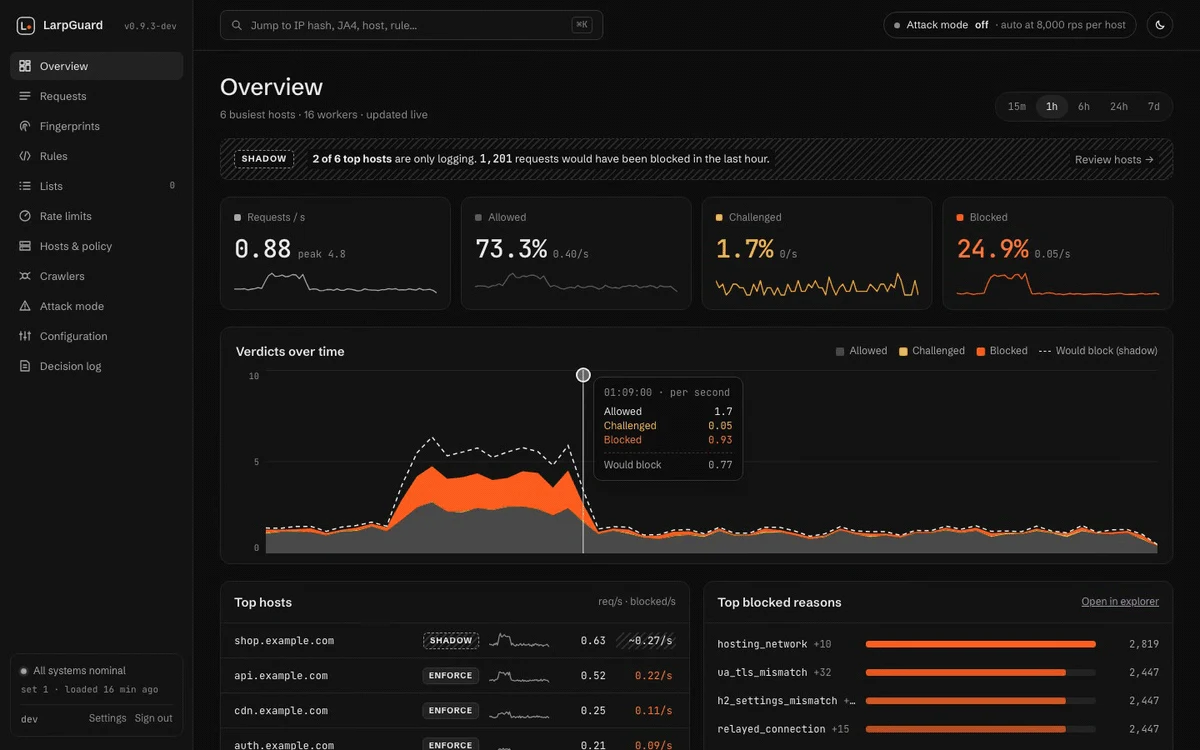 LarpGuard v0.9.3-dev
Overview
Requests
Fingerprints
Rules
Lists 0
Rate limits
Hosts & policy
Crawlers
Attack mode
Configuration
Decision log
All systems nominal
set 1 · loaded 16 min ago
dev Settings Sign out
Jump to IP hash, JA4, host, rule... ⌘K
Attack mode off · auto at 8,000 rps per host
Overview
6 busiest hosts · 16 workers · updated live
15m 1h 6h 24h 7d
SHADOW 2 of 6 top hosts are only logging. 1,201 requests would have been blocked in the last hour. Review hosts →
Requests / s
0.88 peak 4.8
Allowed
73.3% 0.40/s
Challenged
1.7% 0/s
Blocked
24.9% 0.05/s
Verdicts over time
Allowed Challenged Blocked Would block (shadow)
10
5
0
01:09:00 · per second
Allowed 1.7
Challenged 0.05
Blocked 0.93
Would block 0.77
Top hosts req/s · blocked/s
shop.example.com SHADOW 0.63 ~0.27/s
api.example.com ENFORCE 0.52 0.22/s
cdn.example.com ENFORCE 0.25 0.11/s
auth.example.com ENFORCE 0.21 0.09/s
Top blocked reasons Open in explorer
hosting_network +10 2,819
ua_tls_mismatch +32 2,447
h2_settings_mismatch +… 2,447
relayed_connection +15 2,447